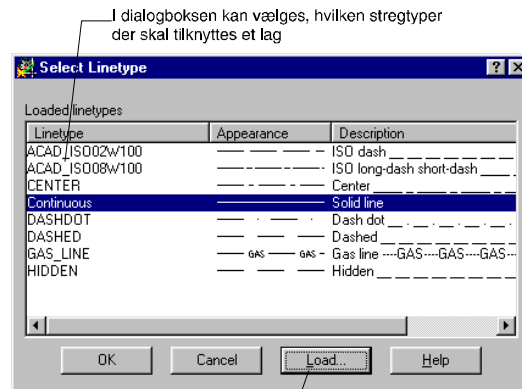 I dialogboksen kan vælges, hvilken stregtyper
der skal tilknyttes et lag
Select Linetype
Loaded linetypes
Linetype Appearance Description
ACAD_ISO02W100 ISO dash
ACAD_ISO08W100 ISO long-dash short-dash
CENTER Center
Continuous Solid line
DASHDOT Dash dot
DASHED Dashed
GAS_LINE GAS GAS Gas line ----GAS----GAS----GAS-
HIDDEN Hidden
OK Cancel Load... Help